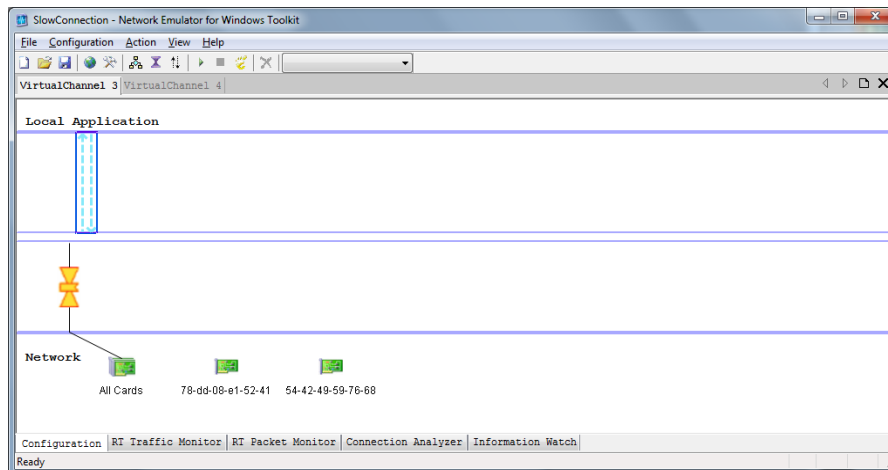 SlowConnection - Network Emulator for Windows Toolkit
File Configuration Action View Help
VirtualChannel 3 VirtualChannel 4
Local Application
Network
All Cards 78-dd-08-e1-52-41 54-42-49-59-76-68
Configuration RT Traffic Monitor RT Packet Monitor Connection Analyzer Information Watch
Ready